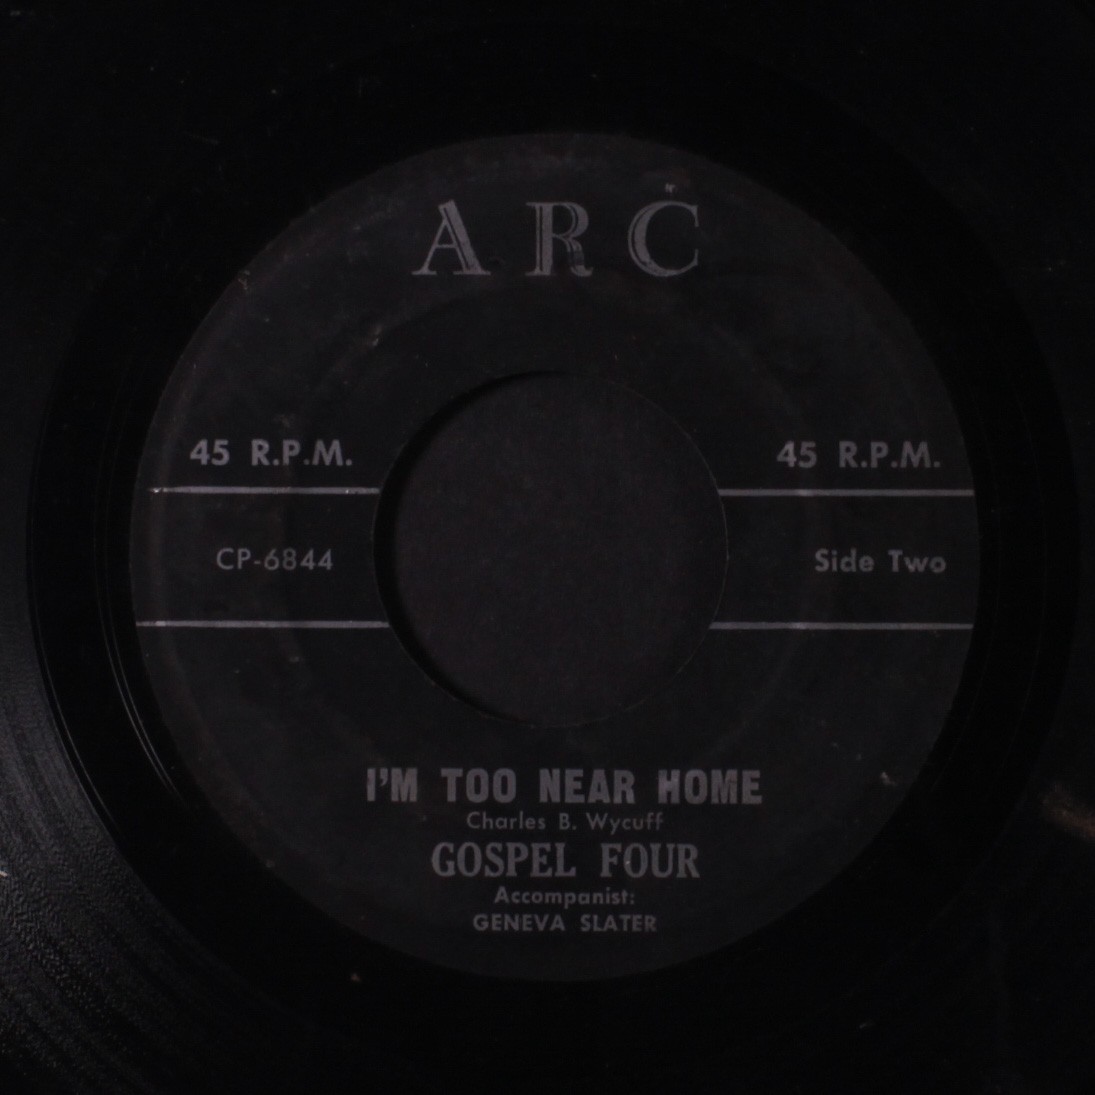 ARC
45 R.P.M. 45 R.P.M.
CP-6844 Side Two
I'M TOO NEAR HOME
Charles B. Wycuff
GOSPEL FOUR
Accompanist:
GENEVA SLATER